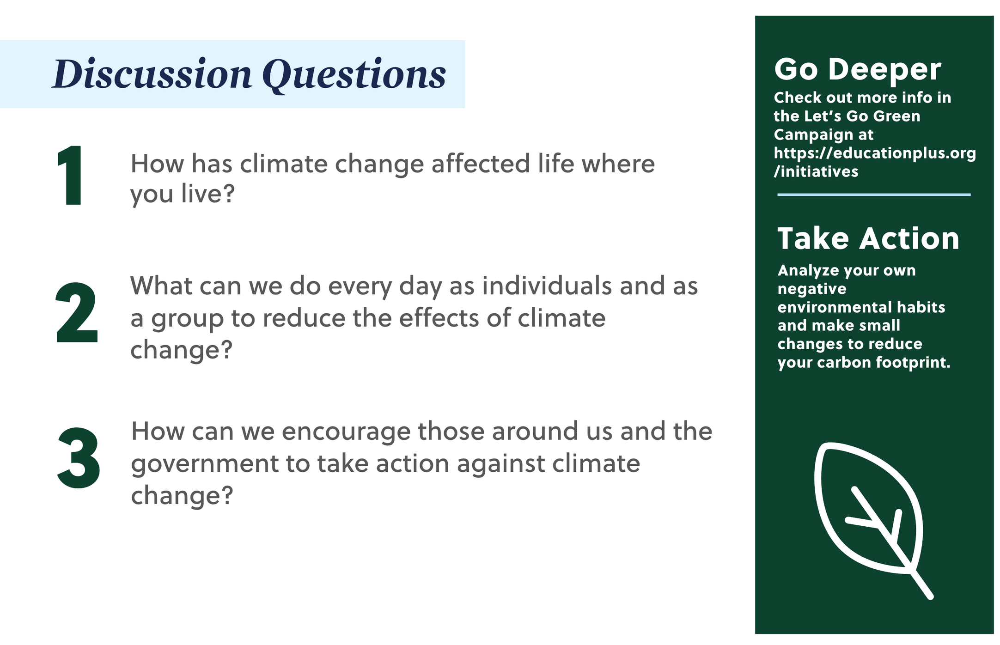 Discussion Questions
1
How has climate change affected life where
you live?
2
What can we do every day as individuals and as
a group to reduce the effects of climate
change?
3
How can we encourage those around us and the
government to take action against climate
change?
Go Deeper
Check out more info in
the Let’s Go Green
Campaign at
https://educationplus.org
/initiatives
Take Action
Analyze your own
negative
environmental habits
and make small
changes to reduce
your carbon footprint.